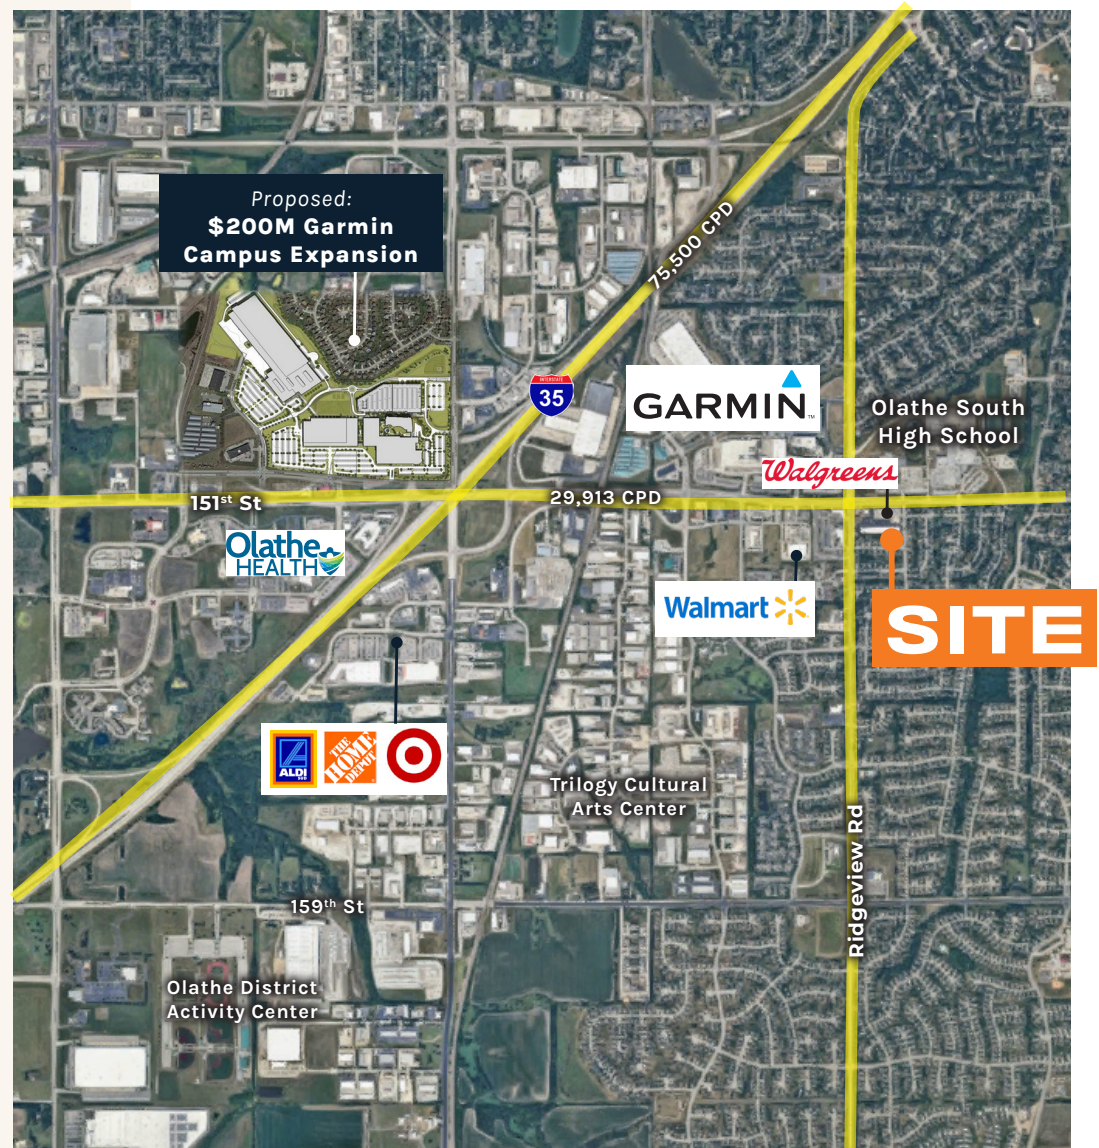 Proposed:
$200M Garmin
Campus Expansion
75,500 CPD
INTERSTATE
35
GARMIN™
Olathe South
High School
Walgreens
151st St
29,913 CPD
Olathe
HEALTH
Walmart
SITE
ALDI
THE
HOME
DEPOT
Trilogy Cultural
Arts Center
Ridgeview Rd
159th St
Olathe District
Activity Center